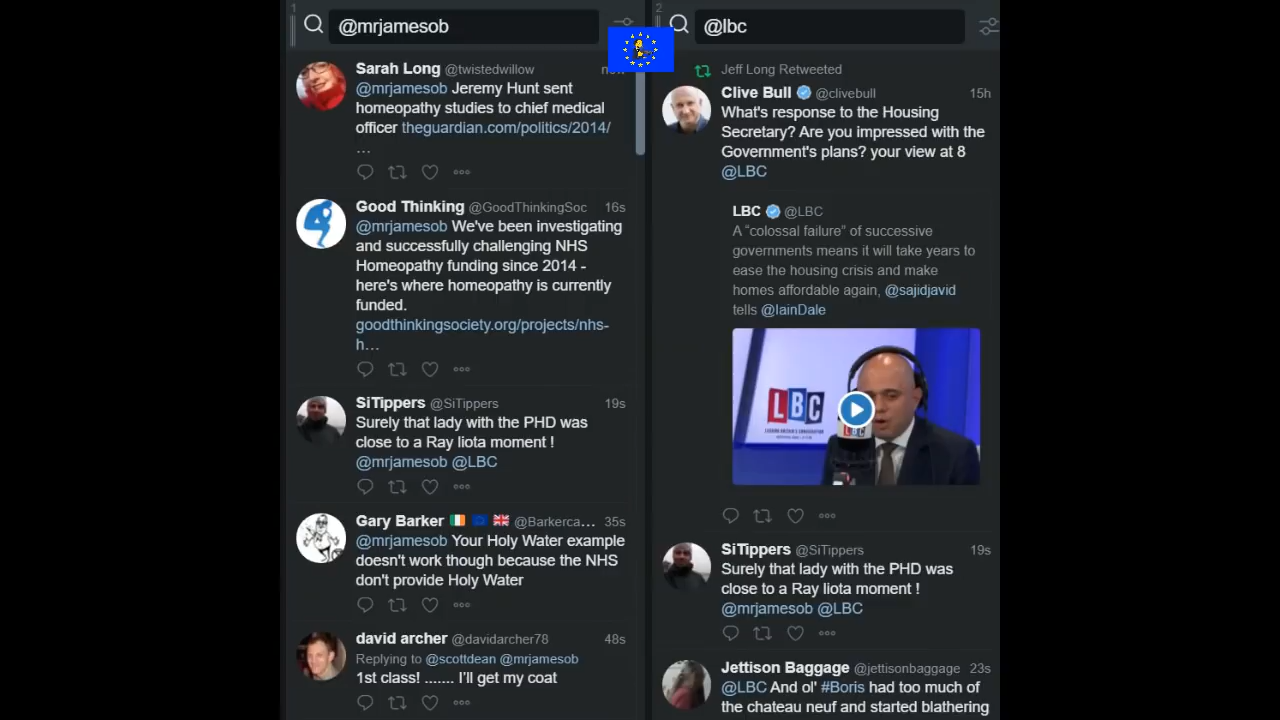 1
@mrjamesob
Sarah Long @twistedwillow
@mrjamesob Jeremy Hunt sent
homeopathy studies to chief medical
officer theguardian.com/politics/2014/
…
Good Thinking @GoodThinkingSoc 16s
@mrjamesob We've been investigating
and successfully challenging NHS
Homeopathy funding since 2014 -
here's where homeopathy is currently
funded.
goodthinkingsociety.org/projects/nhs-
h…
SiTippers @SiTippers 19s
Surely that lady with the PHD was
close to a Ray liota moment !
@mrjamesob @LBC
Gary Barker @Barkerca... 35s
@mrjamesob Your Holy Water example
doesn't work though because the NHS
don't provide Holy Water
david archer @davidarcher78 48s
Replying to @scottdean @mrjamesob
1st class! ....... I'll get my coat
2
@lbc
Jeff Long Retweeted
Clive Bull @clivebull 15h
What's response to the Housing
Secretary? Are you impressed with the
Government's plans? your view at 8
@LBC
LBC @LBC
A “colossal failure” of successive
governments means it will take years to
ease the housing crisis and make
homes affordable again, @sajidjavid
tells @IainDale
LBC
LBC
SiTippers @SiTippers 19s
Surely that lady with the PHD was
close to a Ray liota moment !
@mrjamesob @LBC
Jettison Baggage @jettisonbaggage 23s
@LBC And ol' #Boris had too much of
the chateau neuf and started blathering